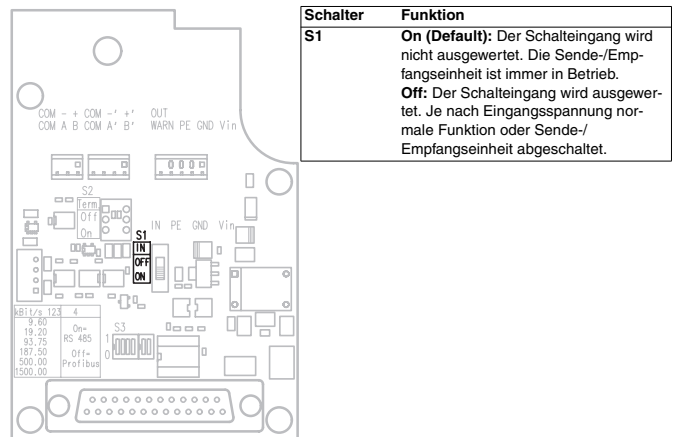 COM - + COM -' +' OUT
COM A B COM A' B' WARN PE GND Vin
S2
Term.
Off
On
S1
IN
OFF
ON
IN PE GND Vin
kBit/s 123 4
9,60
19,20
93,75
187,50
500,00
1500,00
On=
RS 485
Off=
Profibus
S3
1
0
Schalter Funktion
S1 On (Default): Der Schalteingang wird
nicht ausgewertet. Die Sende-/Emp-
fangseinheit ist immer in Betrieb.
Off: Der Schalteingang wird ausgewer-
tet. Je nach Eingangsspannung nor-
male Funktion oder Sende-/
Empfangseinheit abgeschaltet.